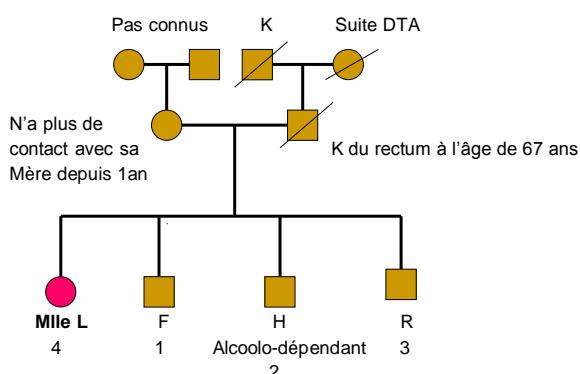 Pas connus K Suite DTA
N'a plus de
contact avec sa
Mère depuis 1an
K du rectum à l'âge de 67 ans
Mlle L F H R
4 1 Alcoolo-dépendant 3
2